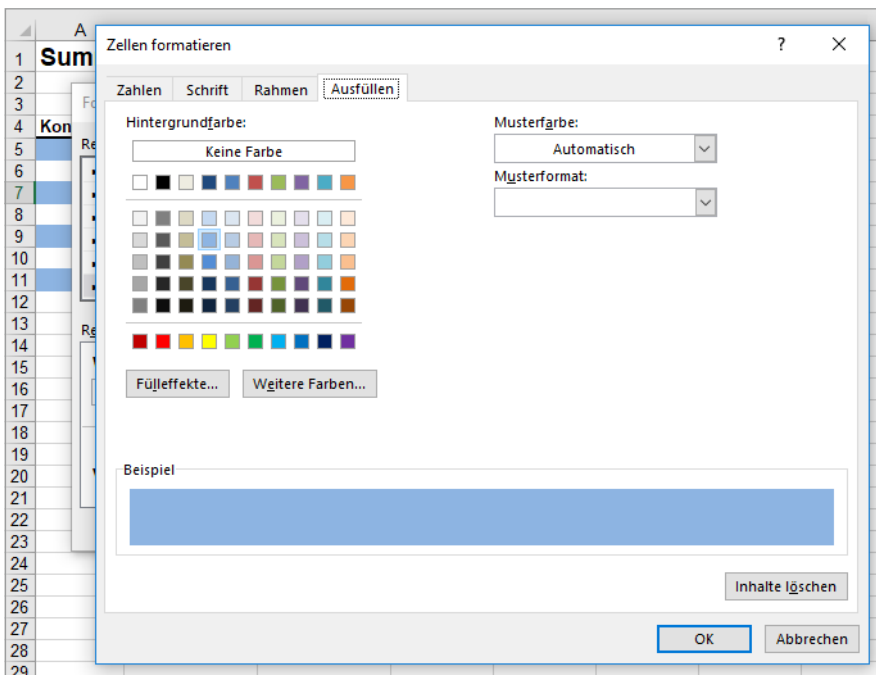 A
Zellen formatieren
?
1 Sum
2
Zahlen Schrift Rahmen Ausfüllen
3
Hintergrundfarbe:
Musterfarbe:
4 Kon
5
Keine Farbe
Automatisch
6
Musterformat:
7
8
9
10
11
12
13
14
15
Fülleffekte...
Weitere Farben...
16
17
18
19
Beispiel
20
21
22
23
24
25
Inhalte löschen
26
27
OK
Abbrechen
28
29